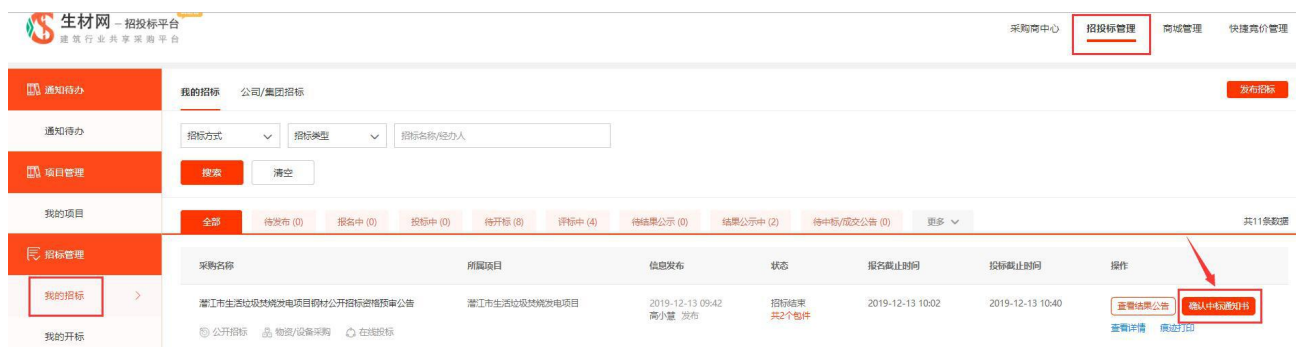 生材网 – 招投标平台
建筑行业共享采购平台
采购商中心 招投标管理 商城管理 快捷竞价管理
通知待办
通知待办
项目管理
我的项目
招标管理
我的招标 >
我的开标
我的招标 公司/集团招标
发布招标
招标方式 招标类型 招标名称/经办人
搜索 清空
全部 待发布 (0) 报名中 (0) 投标中 (0) 待开标 (8) 评标中 (4) 待结果公示 (0) 结果公示中 (2) 待中标/成交公告 (0) 更多 共11条数据
采购名称 所属项目 信息发布 状态 报名截止时间 投标截止时间 操作
潜江市生活垃圾焚烧发电项目钢材公开招标资格预审公告 潜江市生活垃圾焚烧发电项目 2019-12-13 09:42 招标结束 2019-12-13 10:02 2019-12-13 10:40 查看结果公告 确认中标通知书
高小慧 发布 共2个包件
公开招标 物资/设备采购 在线投标 查看详情 痕迹打印